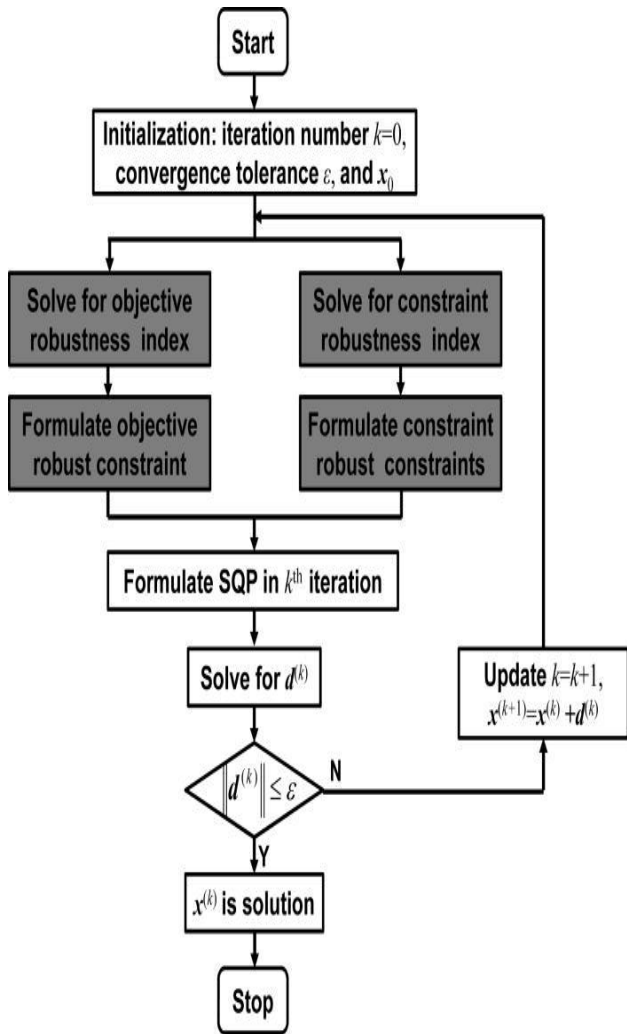 Start
Initialization: iteration number k=0,
convergence tolerance ε, and x₀
Solve for objective
robustness index
Solve for constraint
robustness index
Formulate objective
robust constraint
Formulate constraint
robust constraints
Formulate SQP in kᵗʰ iteration
Solve for d⁽ᵏ⁾
Update k=k+1,
x⁽ᵏ⁺¹⁾=x⁽ᵏ⁾+d⁽ᵏ⁾
‖d⁽ᵏ⁾‖ ≤ ε
N
Y
x⁽ᵏ⁾ is solution
Stop